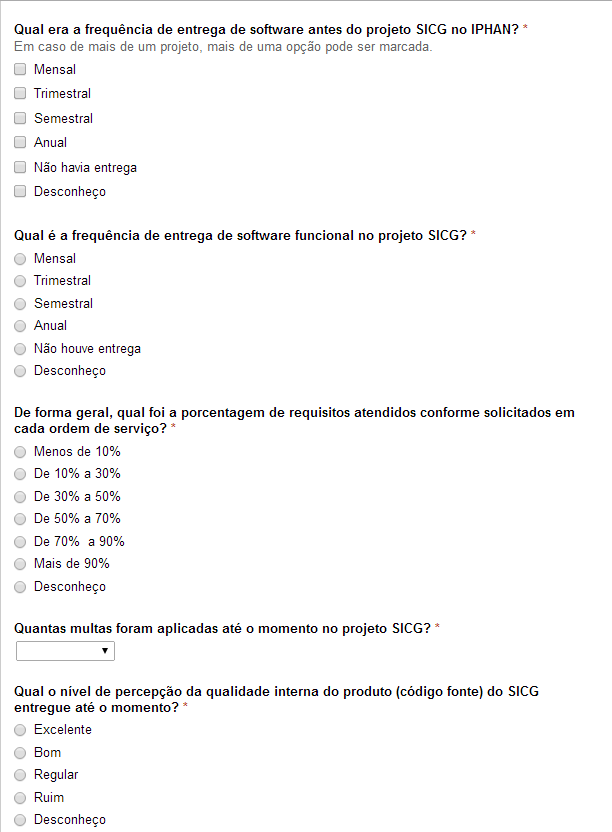 Qual era a frequência de entrega de software antes do projeto SICG no IPHAN? *
Em caso de mais de um projeto, mais de uma opção pode ser marcada.
Mensal
Trimestral
Semestral
Anual
Não havia entrega
Desconheço
Qual é a frequência de entrega de software funcional no projeto SICG? *
Mensal
Trimestral
Semestral
Anual
Não houve entrega
Desconheço
De forma geral, qual foi a porcentagem de requisitos atendidos conforme solicitados em
cada ordem de serviço? *
Menos de 10%
De 10% a 30%
De 30% a 50%
De 50% a 70%
De 70%  a 90%
Mais de 90%
Desconheço
Quantas multas foram aplicadas até o momento no projeto SICG? *
Qual o nível de percepção da qualidade interna do produto (código fonte) do SICG
entregue até o momento? *
Excelente
Bom
Regular
Ruim
Desconheço